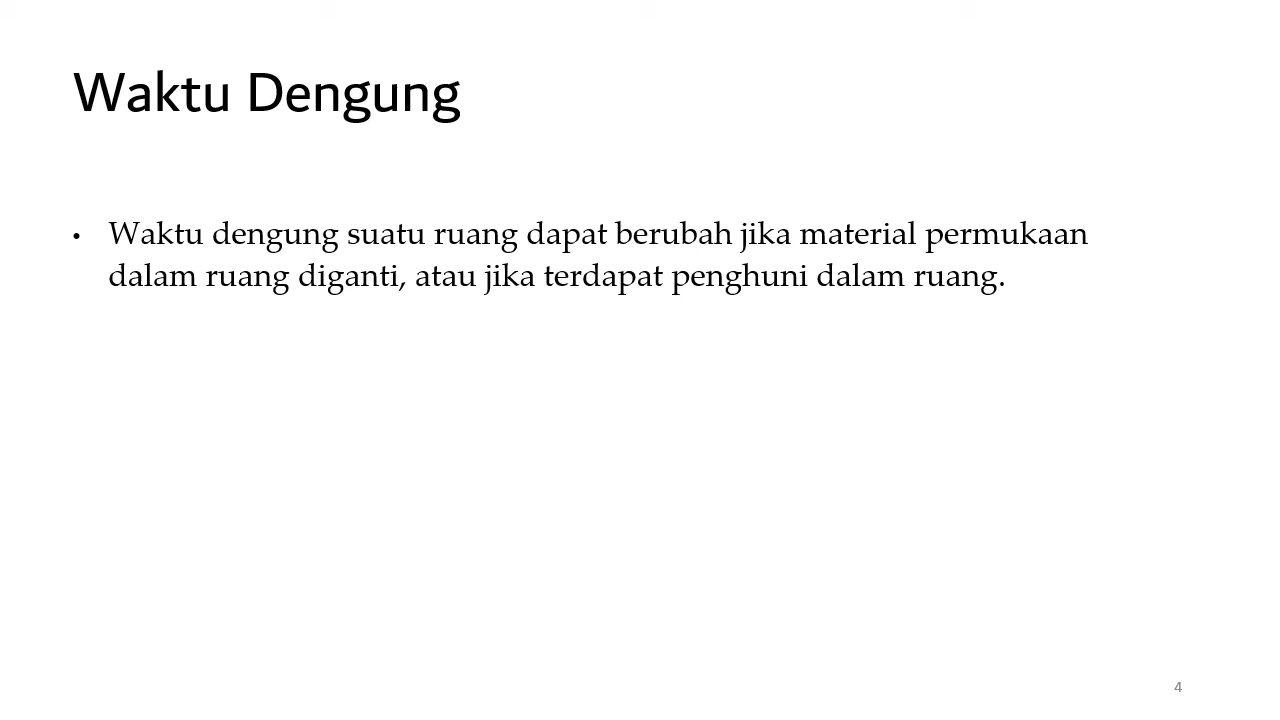 Waktu Dengung
• Waktu dengung suatu ruang dapat berubah jika material permukaan
dalam ruang diganti, atau jika terdapat penghuni dalam ruang.
4